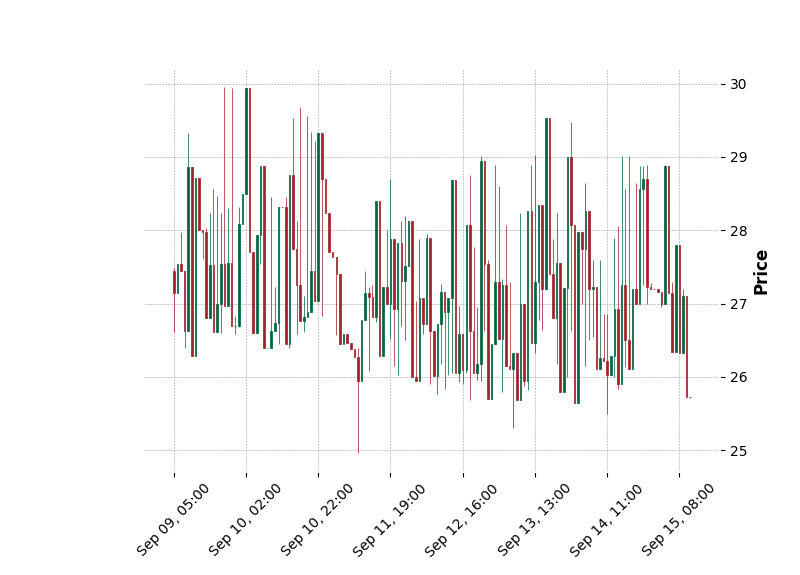 30
29
28
27
26
25
Price
Sep 09, 05:00
Sep 10, 02:00
Sep 10, 22:00
Sep 11, 19:00
Sep 12, 16:00
Sep 13, 13:00
Sep 14, 11:00
Sep 15, 08:00